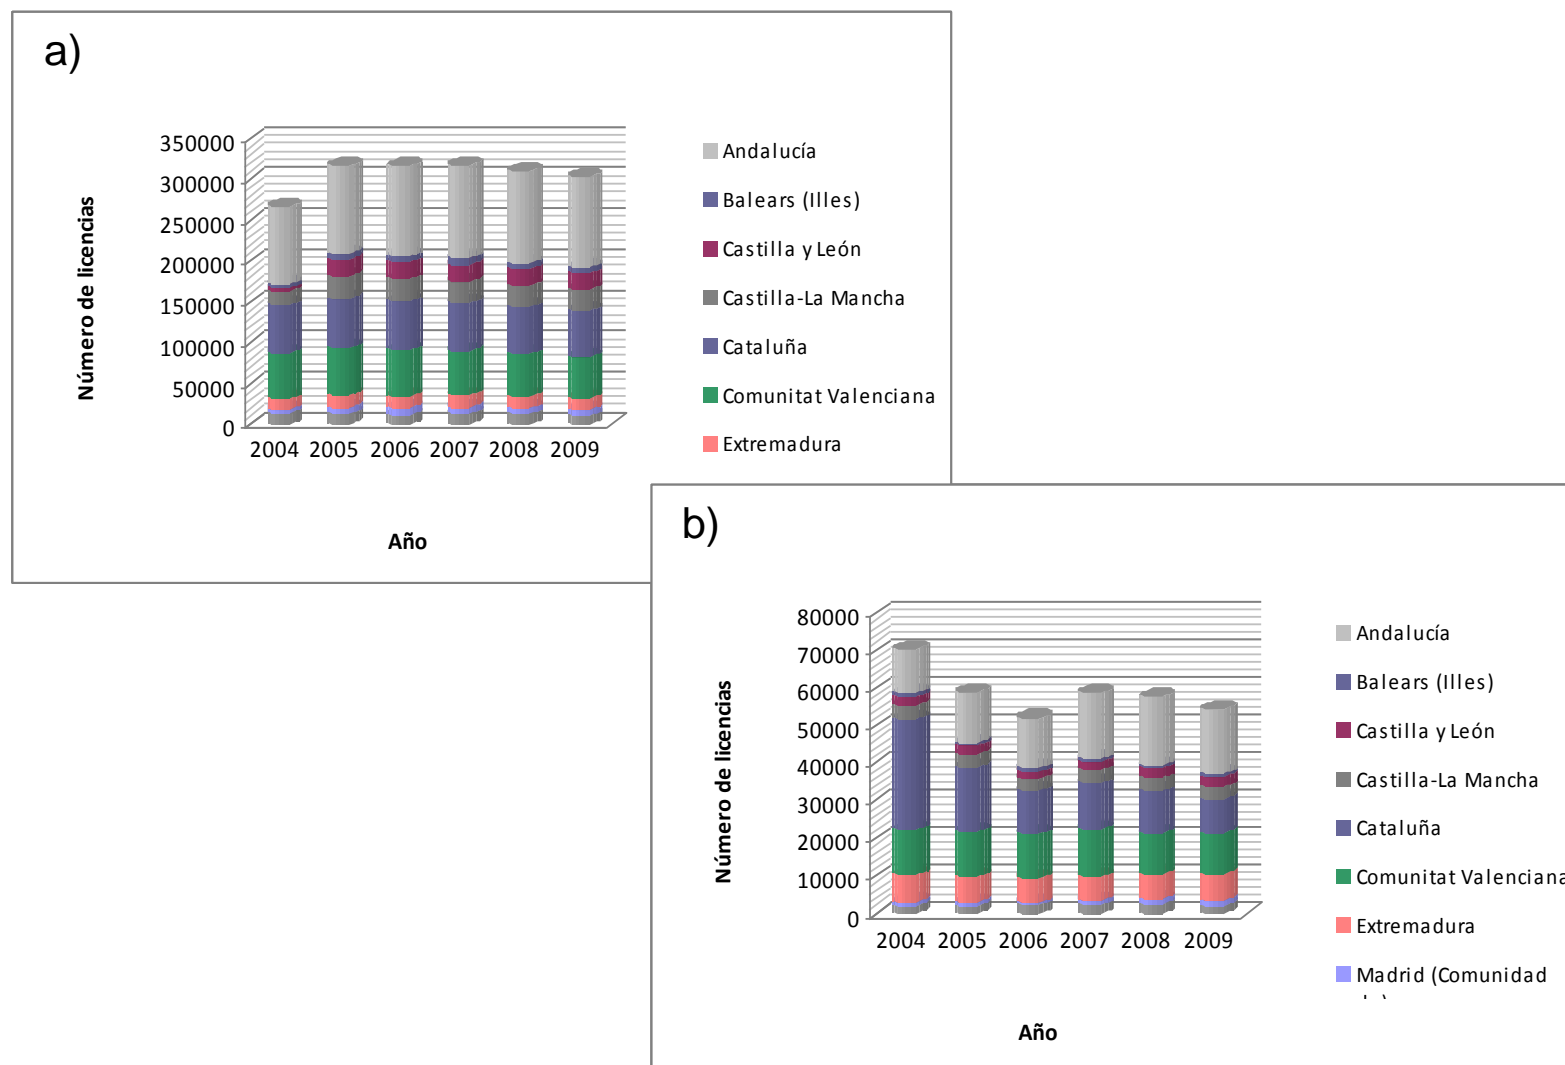 a)
350000
300000
250000
200000
150000
100000
50000
0
Número de licencias
2004 2005 2006 2007 2008 2009
Año
Andalucía
Balears (Illes)
Castilla y León
Castilla-La Mancha
Cataluña
Comunitat Valenciana
Extremadura
b)
80000
70000
60000
50000
40000
30000
20000
10000
0
Número de licencias
2004 2005 2006 2007 2008 2009
Año
Andalucía
Balears (Illes)
Castilla y León
Castilla-La Mancha
Cataluña
Comunitat Valenciana
Extremadura
Madrid (Comunidad